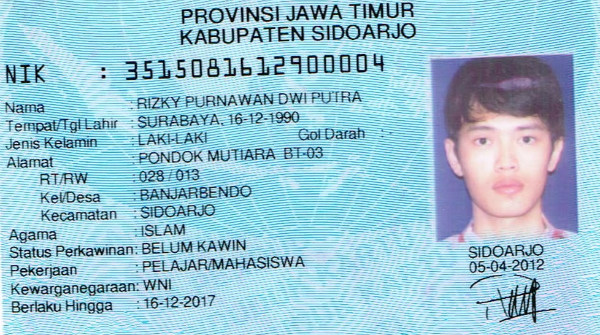 PROVINSI JAWA TIMUR
KABUPATEN SIDOARJO
NIK : 3515081612900004
Nama : RIZKY PURNAWAN DWI PUTRA
Tempat/Tgl Lahir : SURABAYA, 16-12-1990
Jenis Kelamin : LAKI-LAKI Gol Darah : -
Alamat : PONDOK MUTIARA BT-03
RT/RW : 028 / 013
Kel/Desa : BANJARBENDO
Kecamatan : SIDOARJO
Agama : ISLAM
Status Perkawinan: BELUM KAWIN
Pekerjaan : PELAJAR/MAHASISWA
Kewarganegaraan: WNI
Berlaku Hingga : 16-12-2017
SIDOARJO
05-04-2012